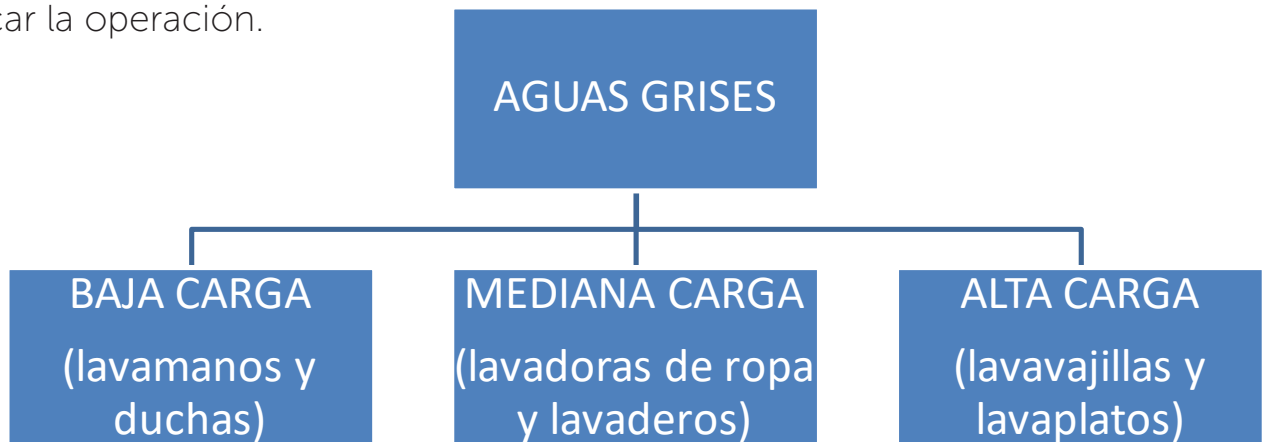 car la operación.
AGUAS GRISES
BAJA CARGA
(lavamanos y
duchas)
MEDIANA CARGA
(lavadoras de ropa
y lavaderos)
ALTA CARGA
(lavavajillas y
lavaplatos)